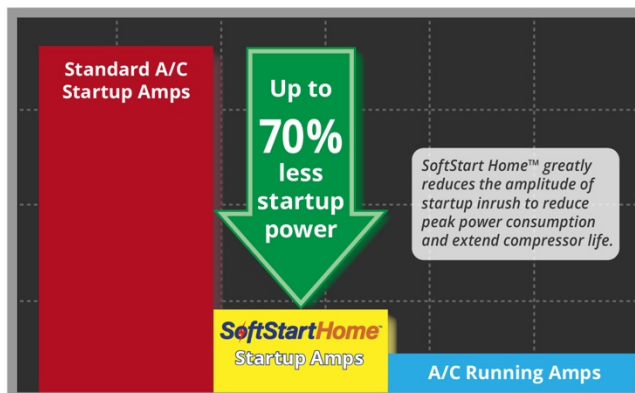 Standard A/C
Startup Amps
Up to
70%
less
startup
power
SoftStart Home™ greatly
reduces the amplitude of
startup inrush to reduce
peak power consumption
and extend compressor life.
SoftStartHome
Startup Amps
A/C Running Amps